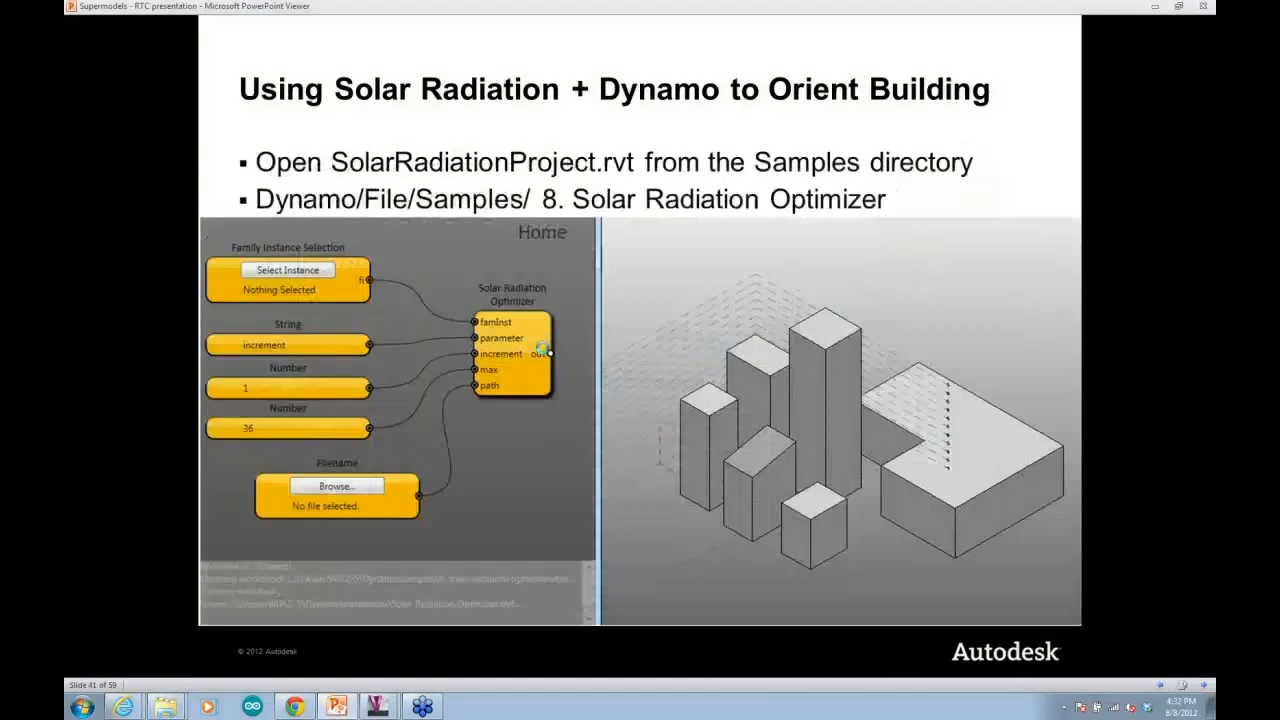 Supermodels - RTC presentation - Microsoft PowerPoint Viewer
Using Solar Radiation + Dynamo to Orient Building
▪ Open SolarRadiationProject.rvt from the Samples directory
▪ Dynamo/File/Samples/ 8. Solar Radiation Optimizer
Home
Family Instance Selection
Select Instance
fi
Nothing Selected
Solar Radiation
Optimizer
famInst
String
parameter
increment
increment
Number
max
1
path
Number
36
Filename
Browse...
No file selected.
© 2012 Autodesk
Autodesk
Slide 41 of 59
4:32 PM
8/8/2012